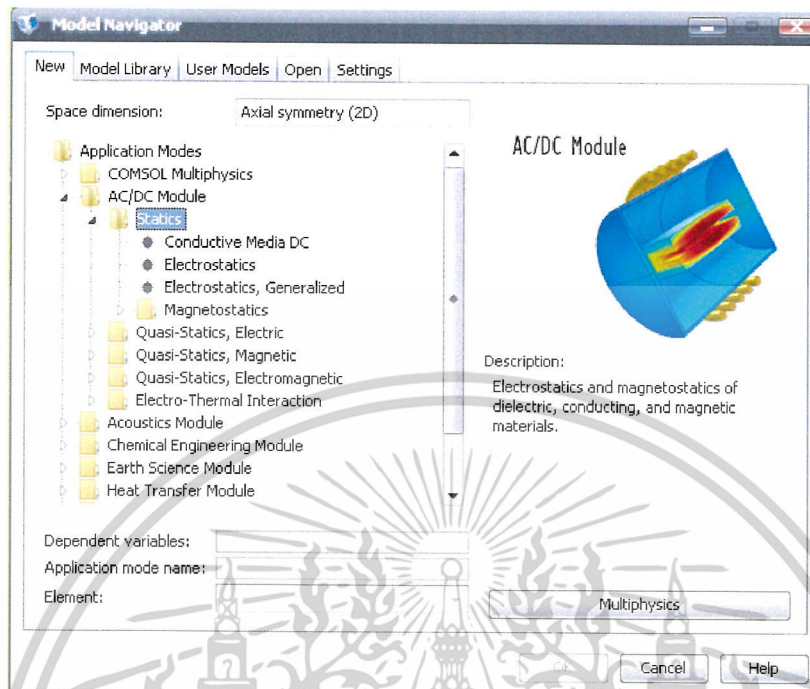 Model Navigator
New Model Library User Models Open Settings
Space dimension: Axial symmetry (2D)
Application Modes
COMSOL Multiphysics
AC/DC Module
Statics
Conductive Media DC
Electrostatics
Electrostatics, Generalized
Magnetostatics
Quasi-Statics, Electric
Quasi-Statics, Magnetic
Quasi-Statics, Electromagnetic
Electro-Thermal Interaction
Acoustics Module
Chemical Engineering Module
Earth Science Module
Heat Transfer Module
AC/DC Module
Description:
Electrostatics and magnetostatics of
dielectric, conducting, and magnetic
materials.
Dependent variables:
Application mode name:
Element:
Multiphysics
Cancel Help